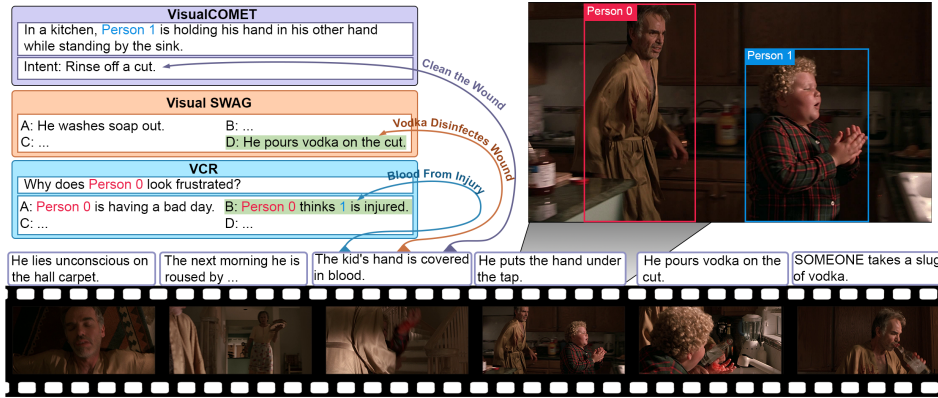 VisualCOMET
In a kitchen, Person 1 is holding his hand in his other hand
while standing by the sink.
Intent: Rinse off a cut.
Clean the Wound
Visual SWAG
A: He washes soap out.
B: ...
C: ...
D: He pours vodka on the cut.
Vodka Disinfectes Wound
VCR
Why does Person 0 look frustrated?
A: Person 0 is having a bad day.
B: Person 0 thinks 1 is injured.
C: ...
D: ...
Blood From Injury
Person 0
Person 1
He lies unconscious on
the hall carpet.
The next morning he is
roused by ...
The kid's hand is covered
in blood.
He puts the hand under
the tap.
He pours vodka on the
cut.
SOMEONE takes a slug
of vodka.